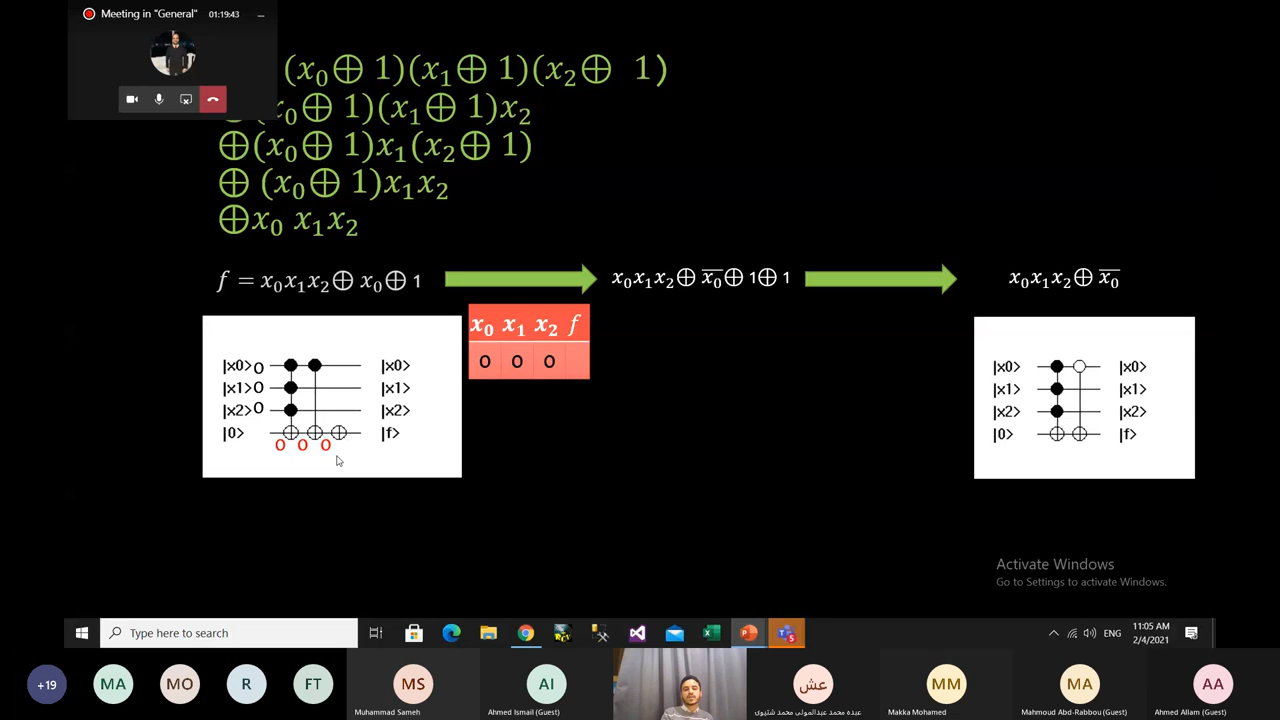 Meeting in "General" 01:19:43
(x₀⊕ 1)(x₁⊕ 1)(x₂⊕ 1)
⊕(x₀⊕ 1)(x₁⊕ 1)x₂
⊕(x₀⊕ 1)x₁(x₂⊕ 1)
⊕ (x₀⊕ 1)x₁x₂
⊕x₀ x₁x₂
f = x₀x₁x₂⊕ x₀⊕ 1
x₀x₁x₂⊕ x̅₀⊕ 1⊕ 1
x₀x₁x₂⊕ x̅₀
|x0>0 |x0>
|x1>0 |x1>
|x2>0 |x2>
|0> |f>
0 0 0
x₀ x₁ x₂ f
0 0 0
|x0> |x0>
|x1> |x1>
|x2> |x2>
|0> |f>
Activate Windows
Go to Settings to activate Windows.
Type here to search
ENG
11:05 AM
2/4/2021
+19 MA MO R FT MS AI عش MM MA AA
Muhammad Sameh
Ahmed Ismail (Guest)
عبده محمد عبدالمولى محمد شتيوى
Makka Mohamed
Mahmoud Abd-Rabbou (Guest)
Ahmed Allam (Guest)